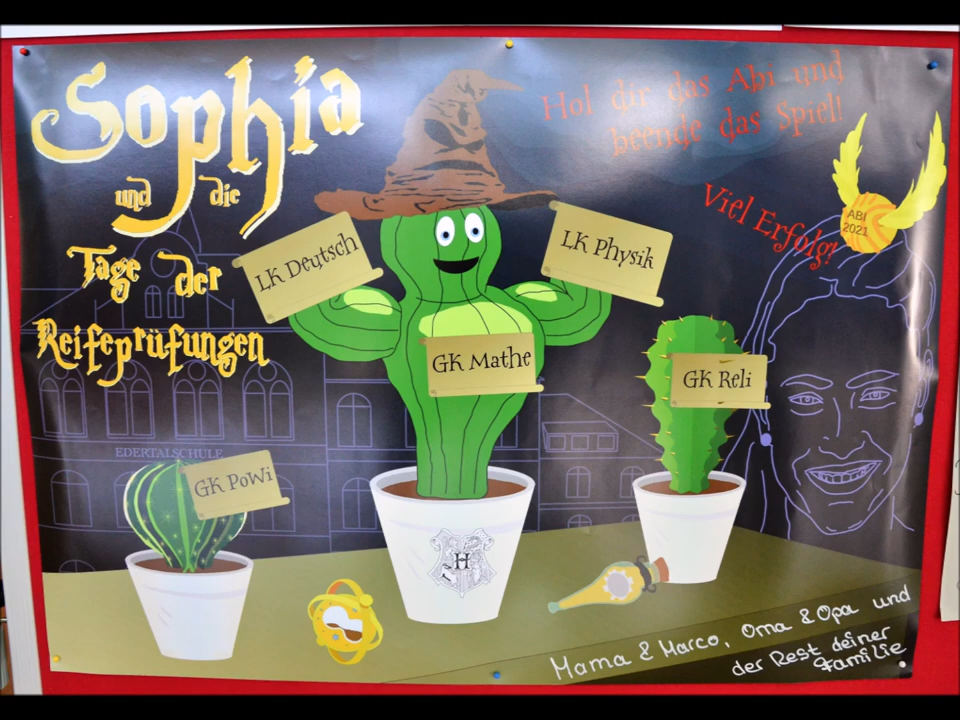 Sophia
und die
Tage der
Reifeprüfungen
Hol dir das Abi und
beende das Spiel!
Viel Erfolg!
ABI
2021
LK Deutsch
LK Physik
GK Mathe
GK Reli
EDERTALSCHULE
GK PoWi
H
Mama & Marco, Oma & Opa und
der Rest deiner
Familie